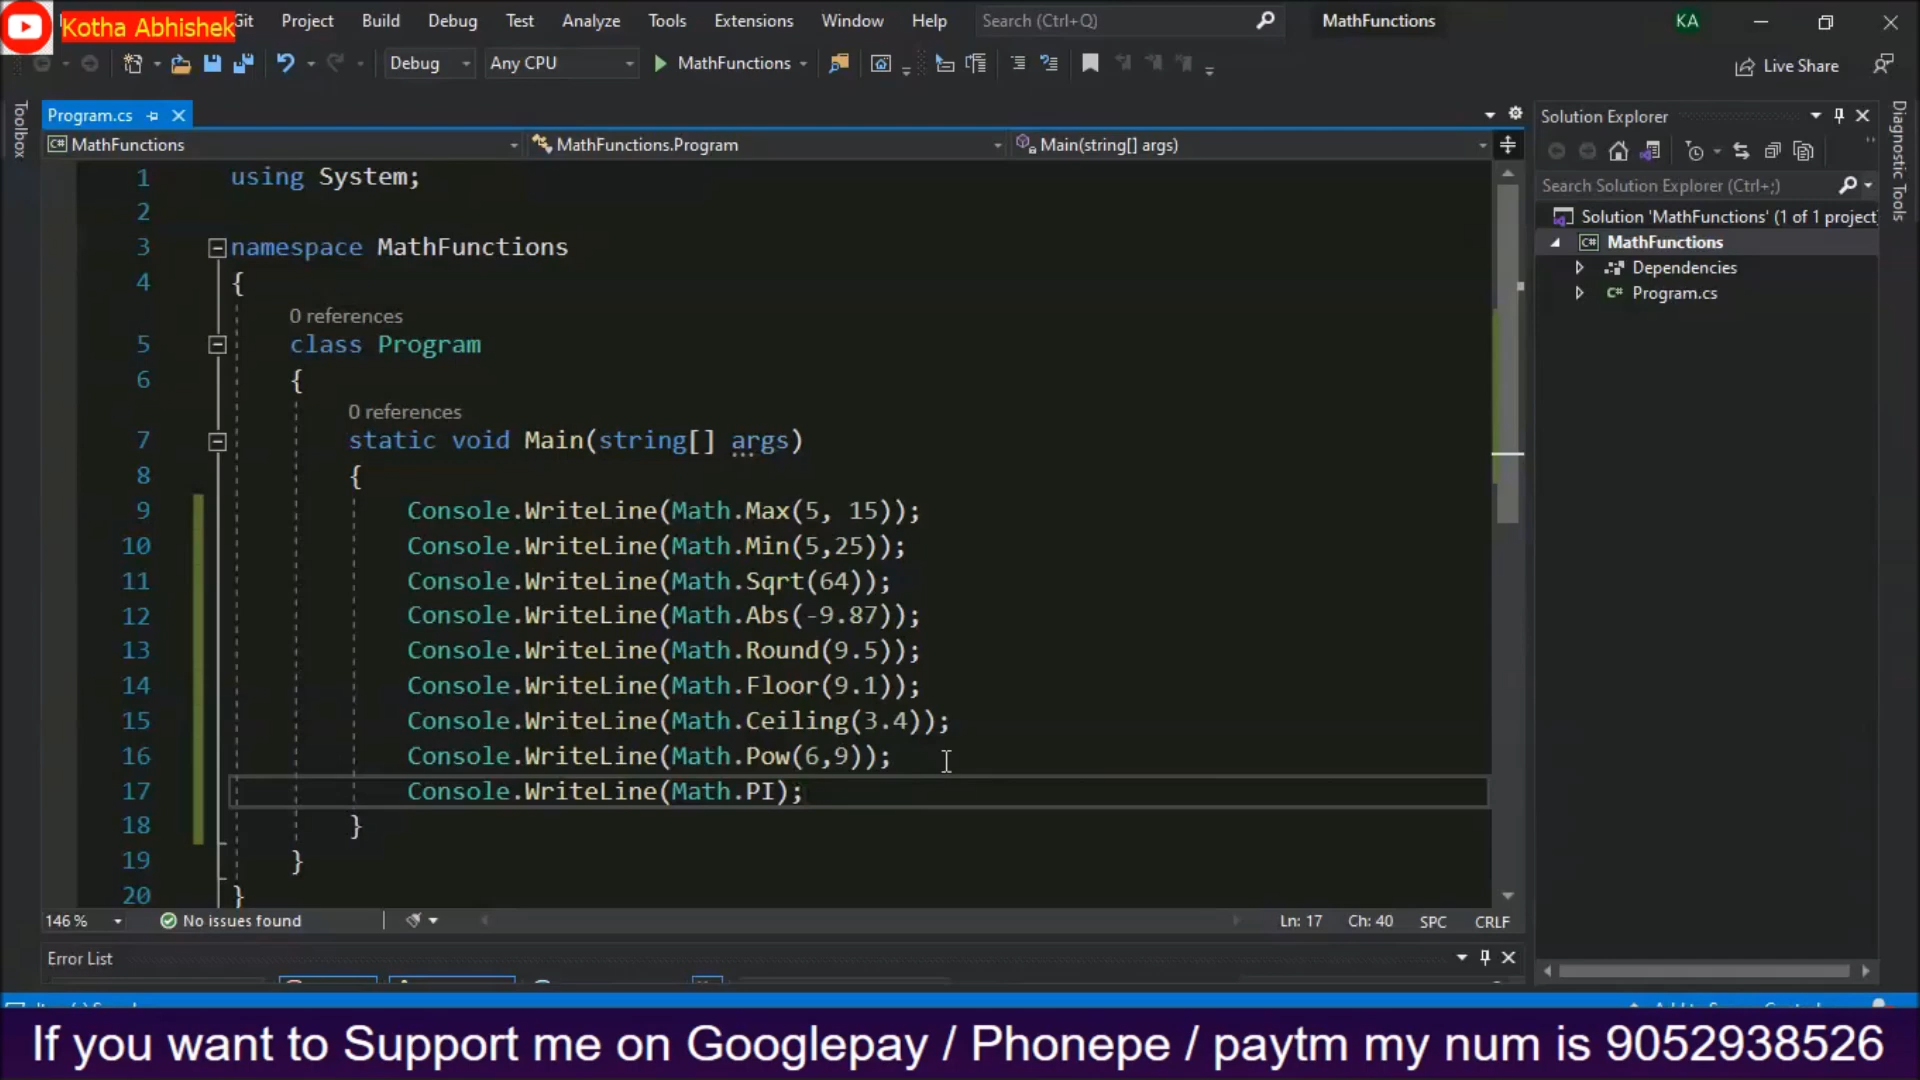 Kotha Abhishek
Git Project Build Debug Test Analyze Tools Extensions Window Help Search (Ctrl+Q) MathFunctions KA
Debug Any CPU MathFunctions Live Share
Toolbox
Program.cs
MathFunctions MathFunctions.Program Main(string[] args)
1 using System;
2
3 namespace MathFunctions
4 {
0 references
5 class Program
6 {
0 references
7 static void Main(string[] args)
8 {
9 Console.WriteLine(Math.Max(5, 15));
10 Console.WriteLine(Math.Min(5,25));
11 Console.WriteLine(Math.Sqrt(64));
12 Console.WriteLine(Math.Abs(-9.87));
13 Console.WriteLine(Math.Round(9.5));
14 Console.WriteLine(Math.Floor(9.1));
15 Console.WriteLine(Math.Ceiling(3.4));
16 Console.WriteLine(Math.Pow(6,9));
17 Console.WriteLine(Math.PI);
18 }
19 }
20 }
146 % No issues found Ln: 17 Ch: 40 SPC CRLF
Error List
Solution Explorer
Search Solution Explorer (Ctrl+;)
Solution 'MathFunctions' (1 of 1 project
MathFunctions
Dependencies
C# Program.cs
Diagnostic Tools
If you want to Support me on Googlepay / Phonepe / paytm my num is 9052938526